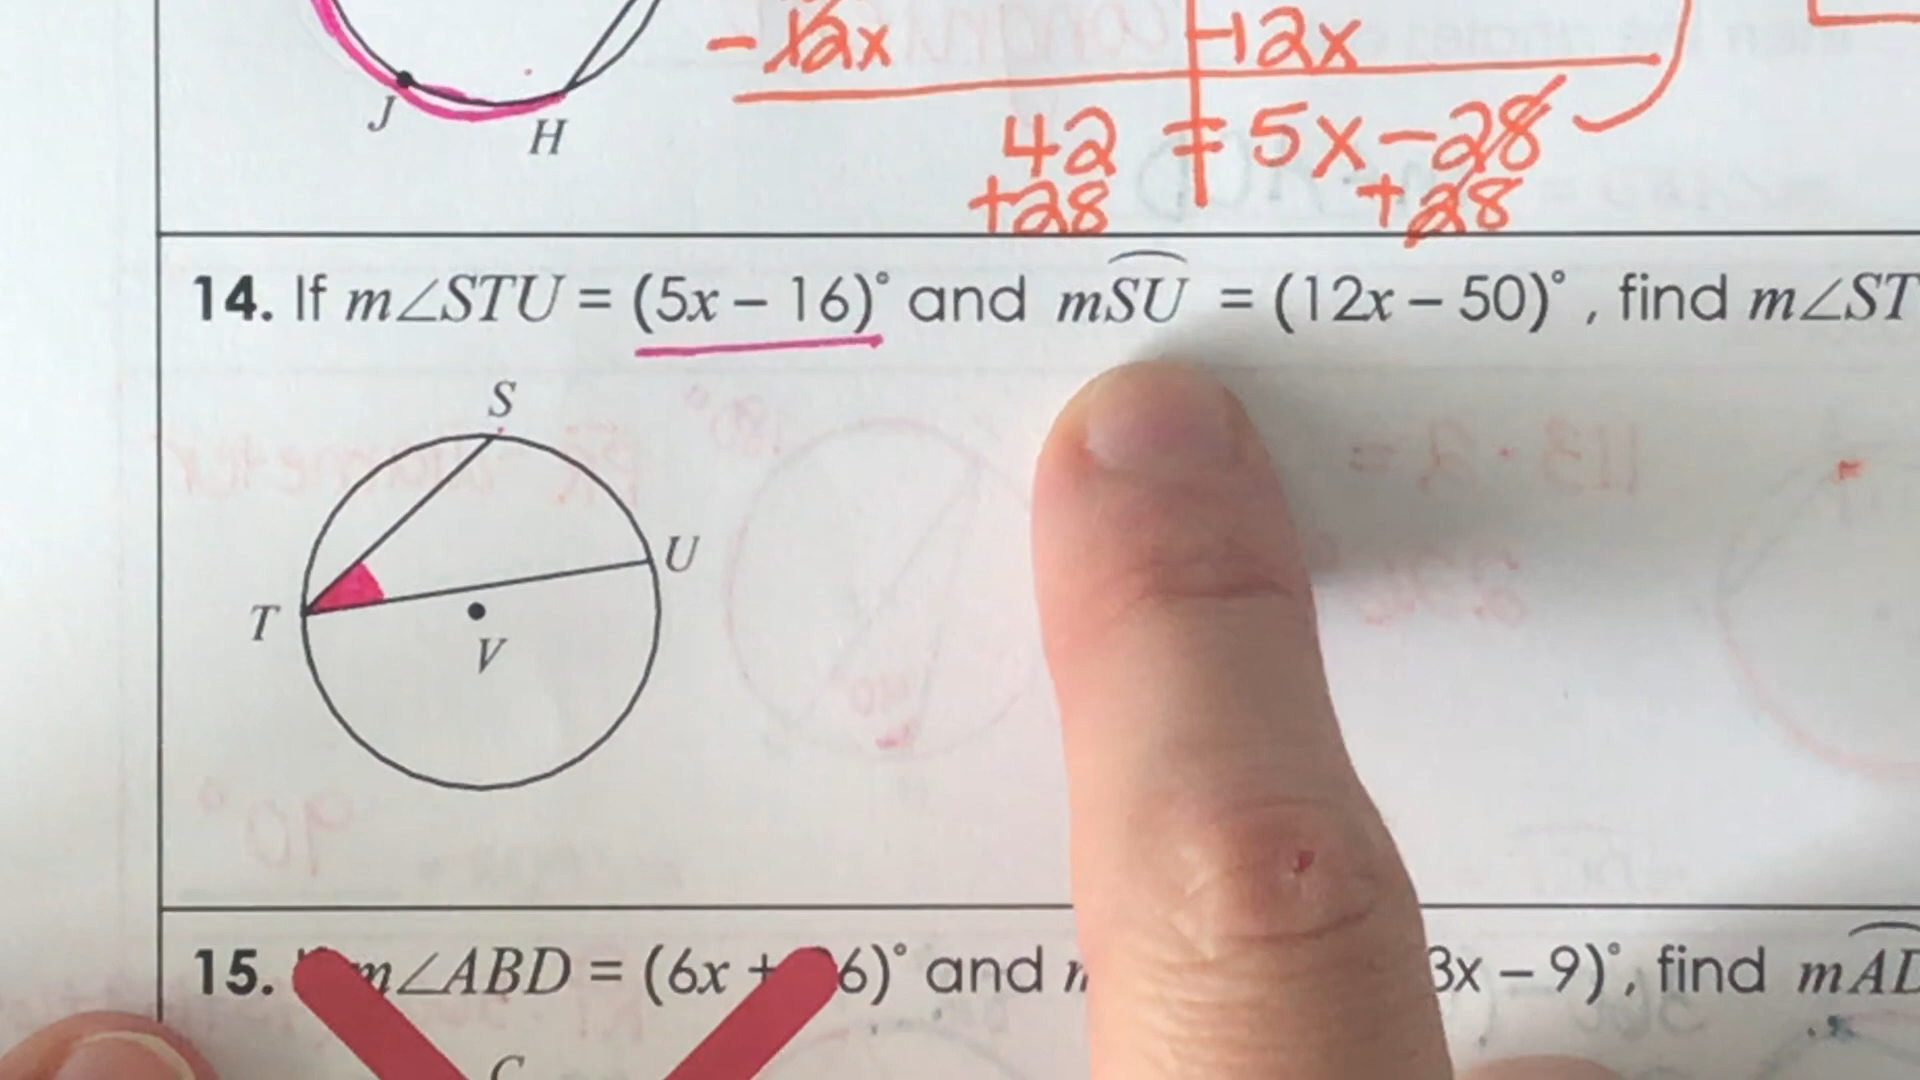 -12x -12x
J
H
42 = 5x-28
+28 +28
14. If m∠STU = (5x – 16)° and mSU = (12x – 50)°, find m∠ST
S
U
T
V
15. m∠ABD = (6x + 6)° and 3x – 9)°, find mAD
C